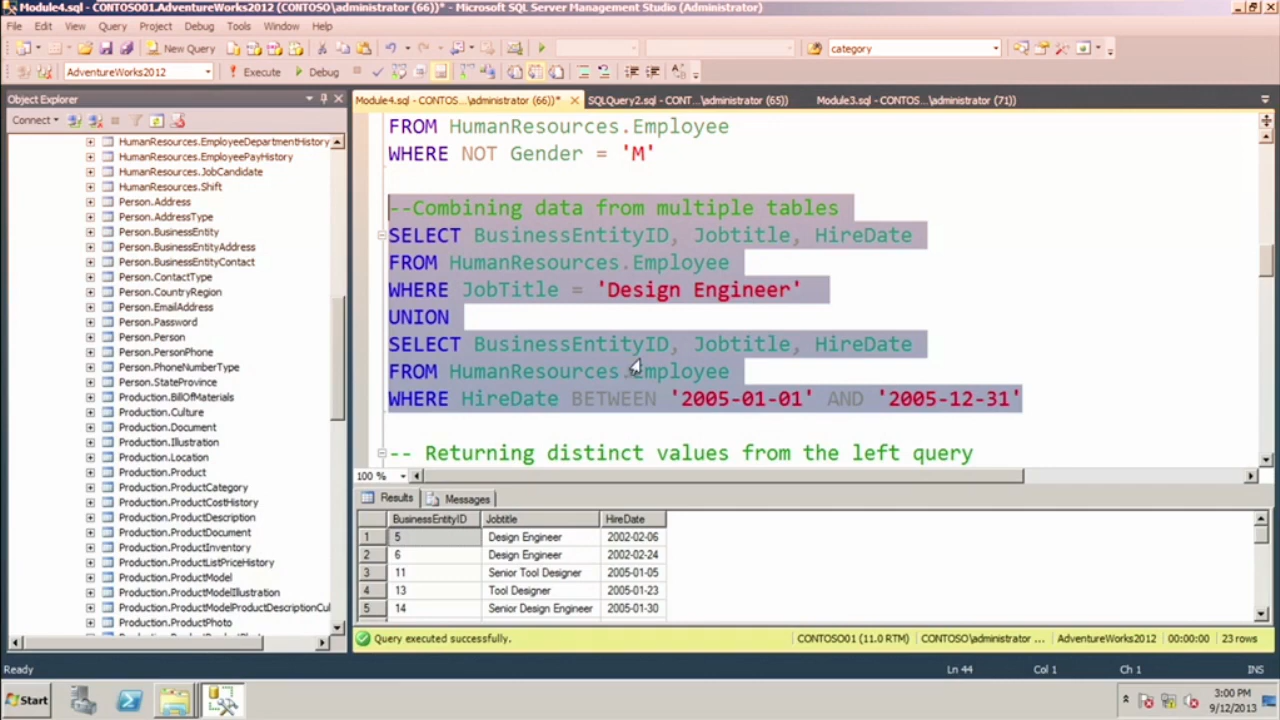 Module4.sql - CONTOSO01.AdventureWorks2012 (CONTOSO\administrator (66))* - Microsoft SQL Server Management Studio (Administrator)
File Edit View Query Project Debug Tools Window Help
New Query category
AdventureWorks2012 Execute Debug
Object Explorer
Connect
HumanResources.EmployeeDepartmentHistory
HumanResources.EmployeePayHistory
HumanResources.JobCandidate
HumanResources.Shift
Person.Address
Person.AddressType
Person.BusinessEntity
Person.BusinessEntityAddress
Person.BusinessEntityContact
Person.ContactType
Person.CountryRegion
Person.EmailAddress
Person.Password
Person.Person
Person.PersonPhone
Person.PhoneNumberType
Person.StateProvince
Production.BillOfMaterials
Production.Culture
Production.Document
Production.Illustration
Production.Location
Production.Product
Production.ProductCategory
Production.ProductCostHistory
Production.ProductDescription
Production.ProductDocument
Production.ProductInventory
Production.ProductListPriceHistory
Production.ProductModel
Production.ProductModelIllustration
Production.ProductModelProductDescriptionCul
Production.ProductPhoto
Module4.sql - CONTOS...\administrator (66))* SQLQuery2.sql - CONT...\administrator (65)) Module3.sql - CONTOS...\administrator (71))
FROM HumanResources.Employee
WHERE NOT Gender = 'M'
--Combining data from multiple tables
SELECT BusinessEntityID, Jobtitle, HireDate
FROM HumanResources.Employee
WHERE JobTitle = 'Design Engineer'
UNION
SELECT BusinessEntityID, Jobtitle, HireDate
FROM HumanResources.Employee
WHERE HireDate BETWEEN '2005-01-01' AND '2005-12-31'
-- Returning distinct values from the left query
100 %
Results Messages
BusinessEntityID Jobtitle HireDate
1 5 Design Engineer 2002-02-06
2 6 Design Engineer 2002-02-24
3 11 Senior Tool Designer 2005-01-05
4 13 Tool Designer 2005-01-23
5 14 Senior Design Engineer 2005-01-30
Query executed successfully. CONTOSO01 (11.0 RTM) CONTOSO\administrator ... AdventureWorks2012 00:00:00 23 rows
Ready Ln 44 Col 1 Ch 1 INS
Start 3:00 PM
9/12/2013